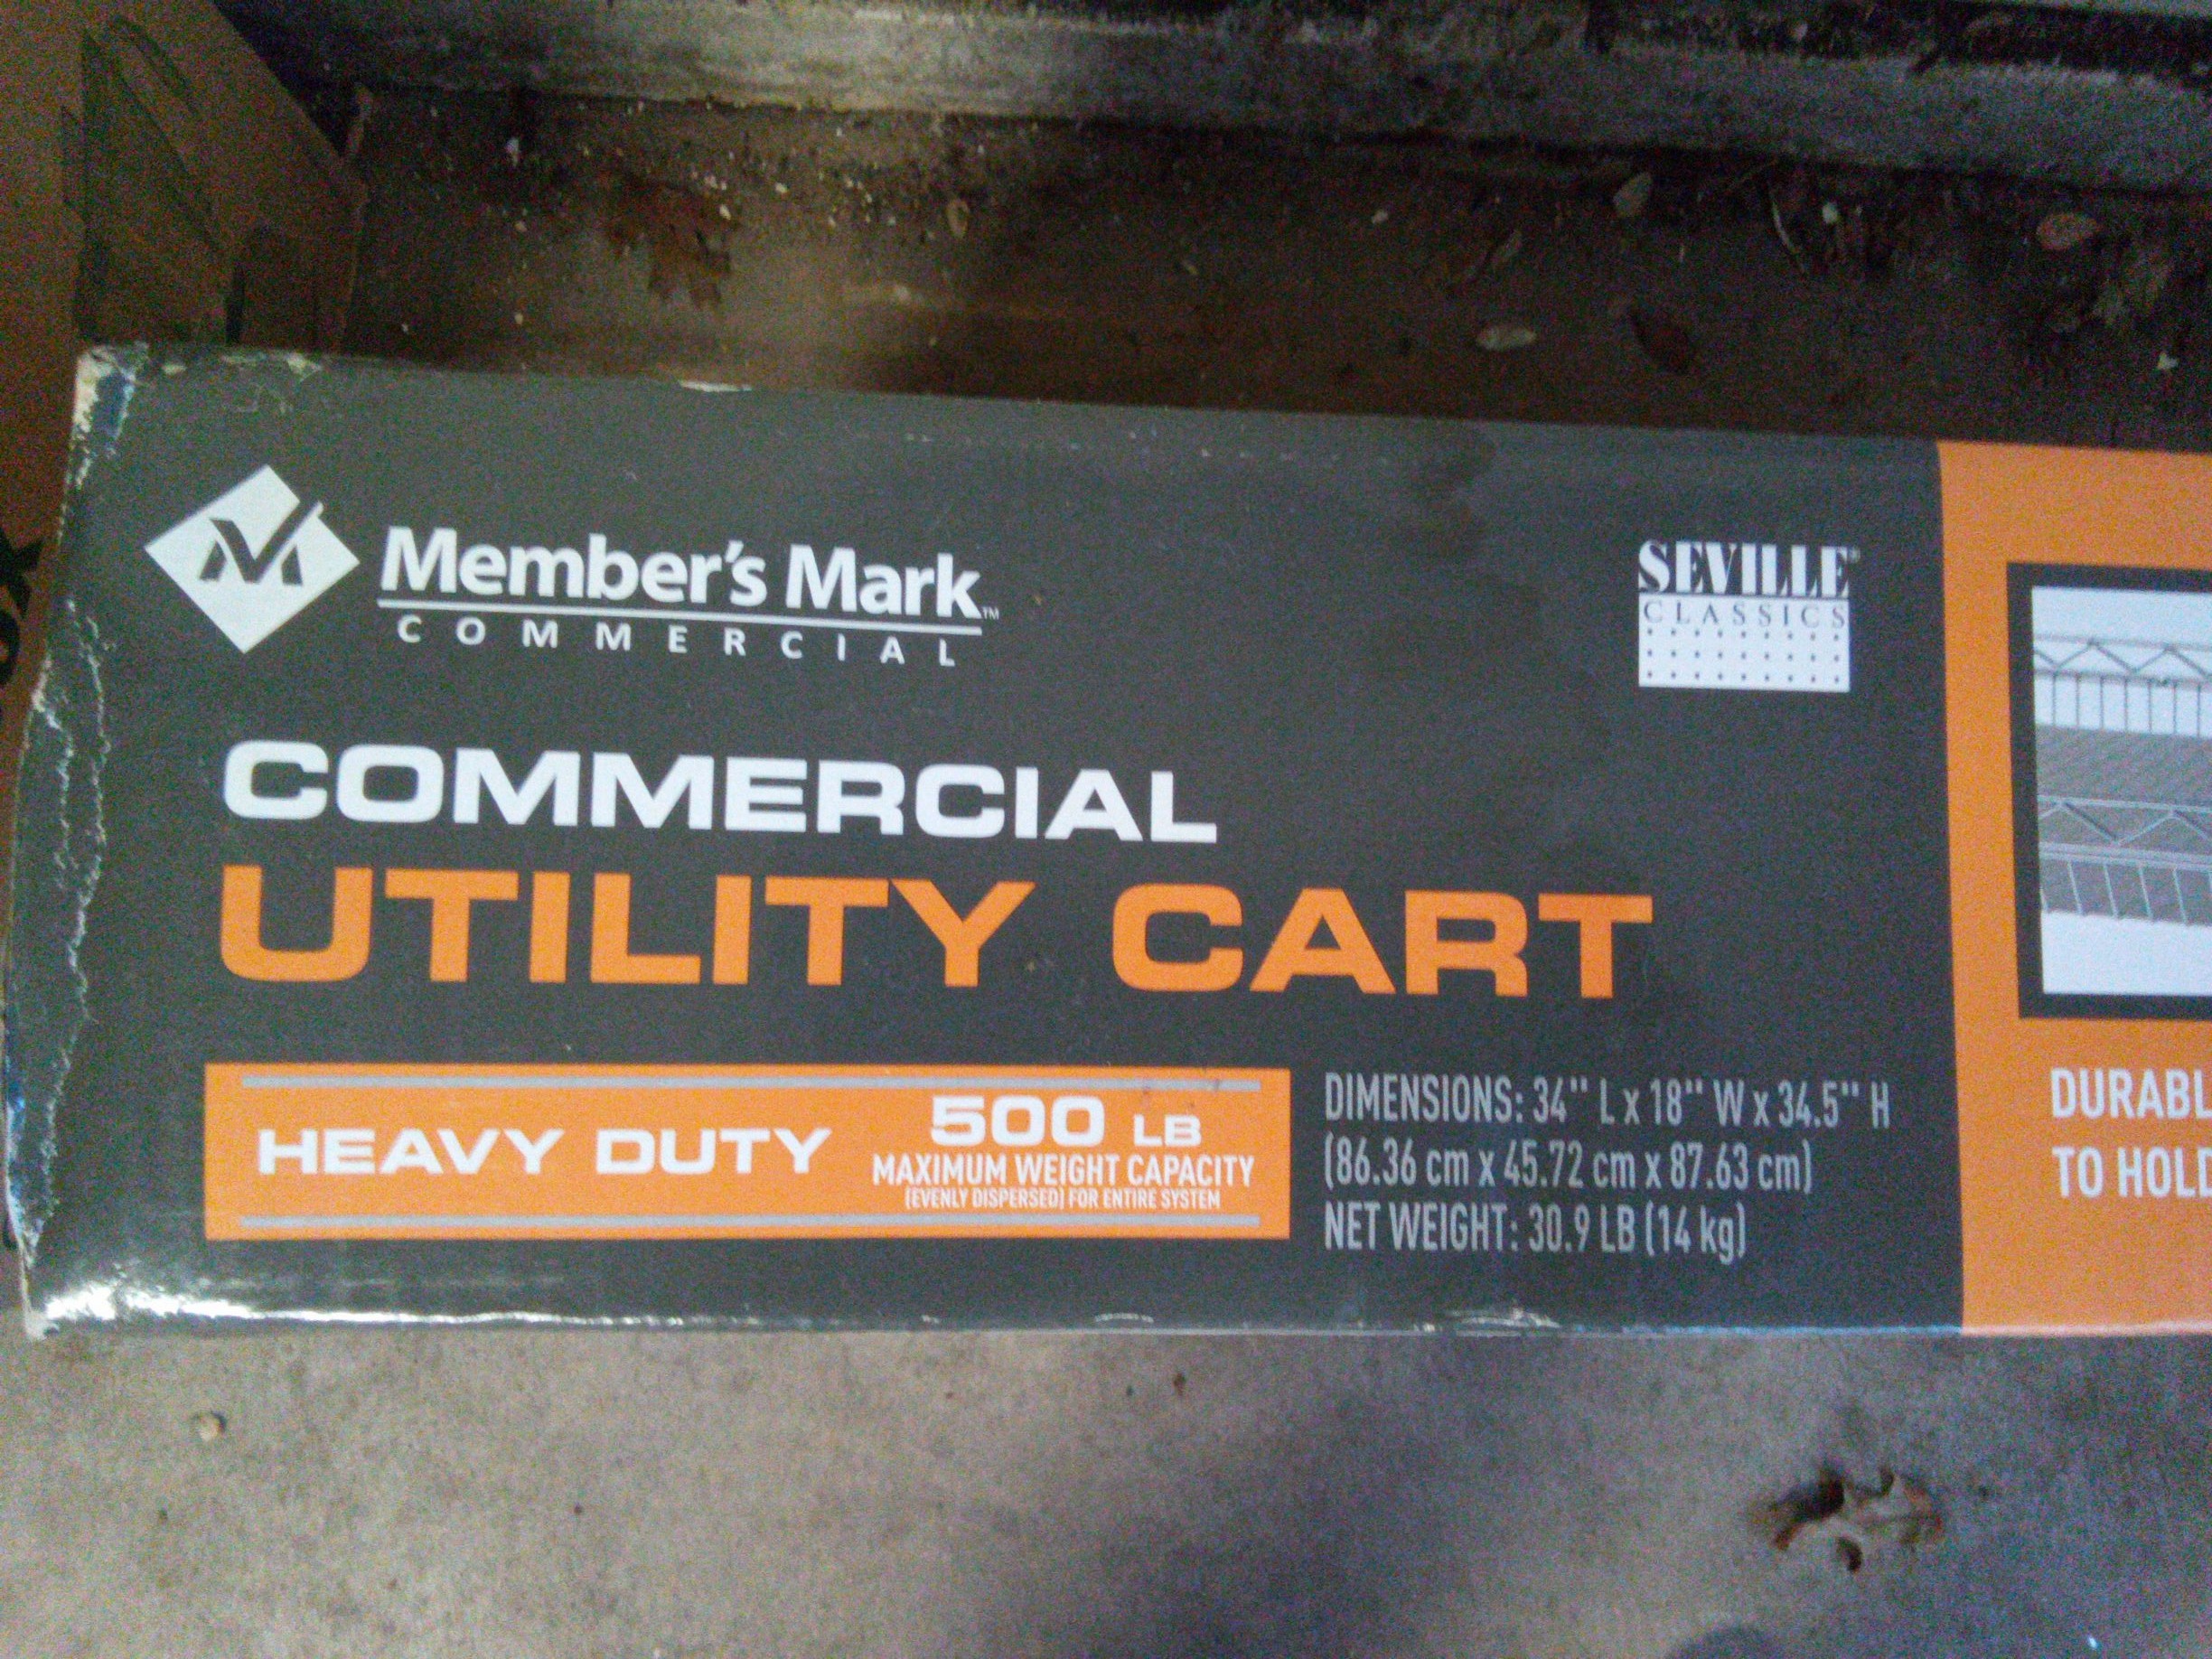 Member's Mark™
COMMERCIAL
SEVILLE®
CLASSICS
COMMERCIAL
UTILITY CART
HEAVY DUTY
500 LB
MAXIMUM WEIGHT CAPACITY
(EVENLY DISPERSED) FOR ENTIRE SYSTEM
DIMENSIONS: 34" L x 18" W x 34.5" H
(86.36 cm x 45.72 cm x 87.63 cm)
NET WEIGHT: 30.9 LB (14 kg)
DURABL
TO HOLD